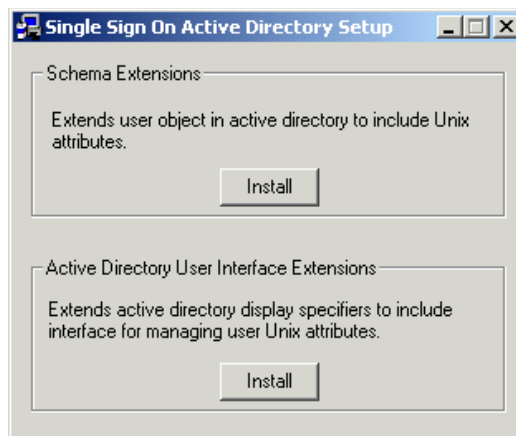 Single Sign On Active Directory Setup
Schema Extensions
Extends user object in active directory to include Unix
attributes.
Install
Active Directory User Interface Extensions
Extends active directory display specifiers to include
interface for managing user Unix attributes.
Install